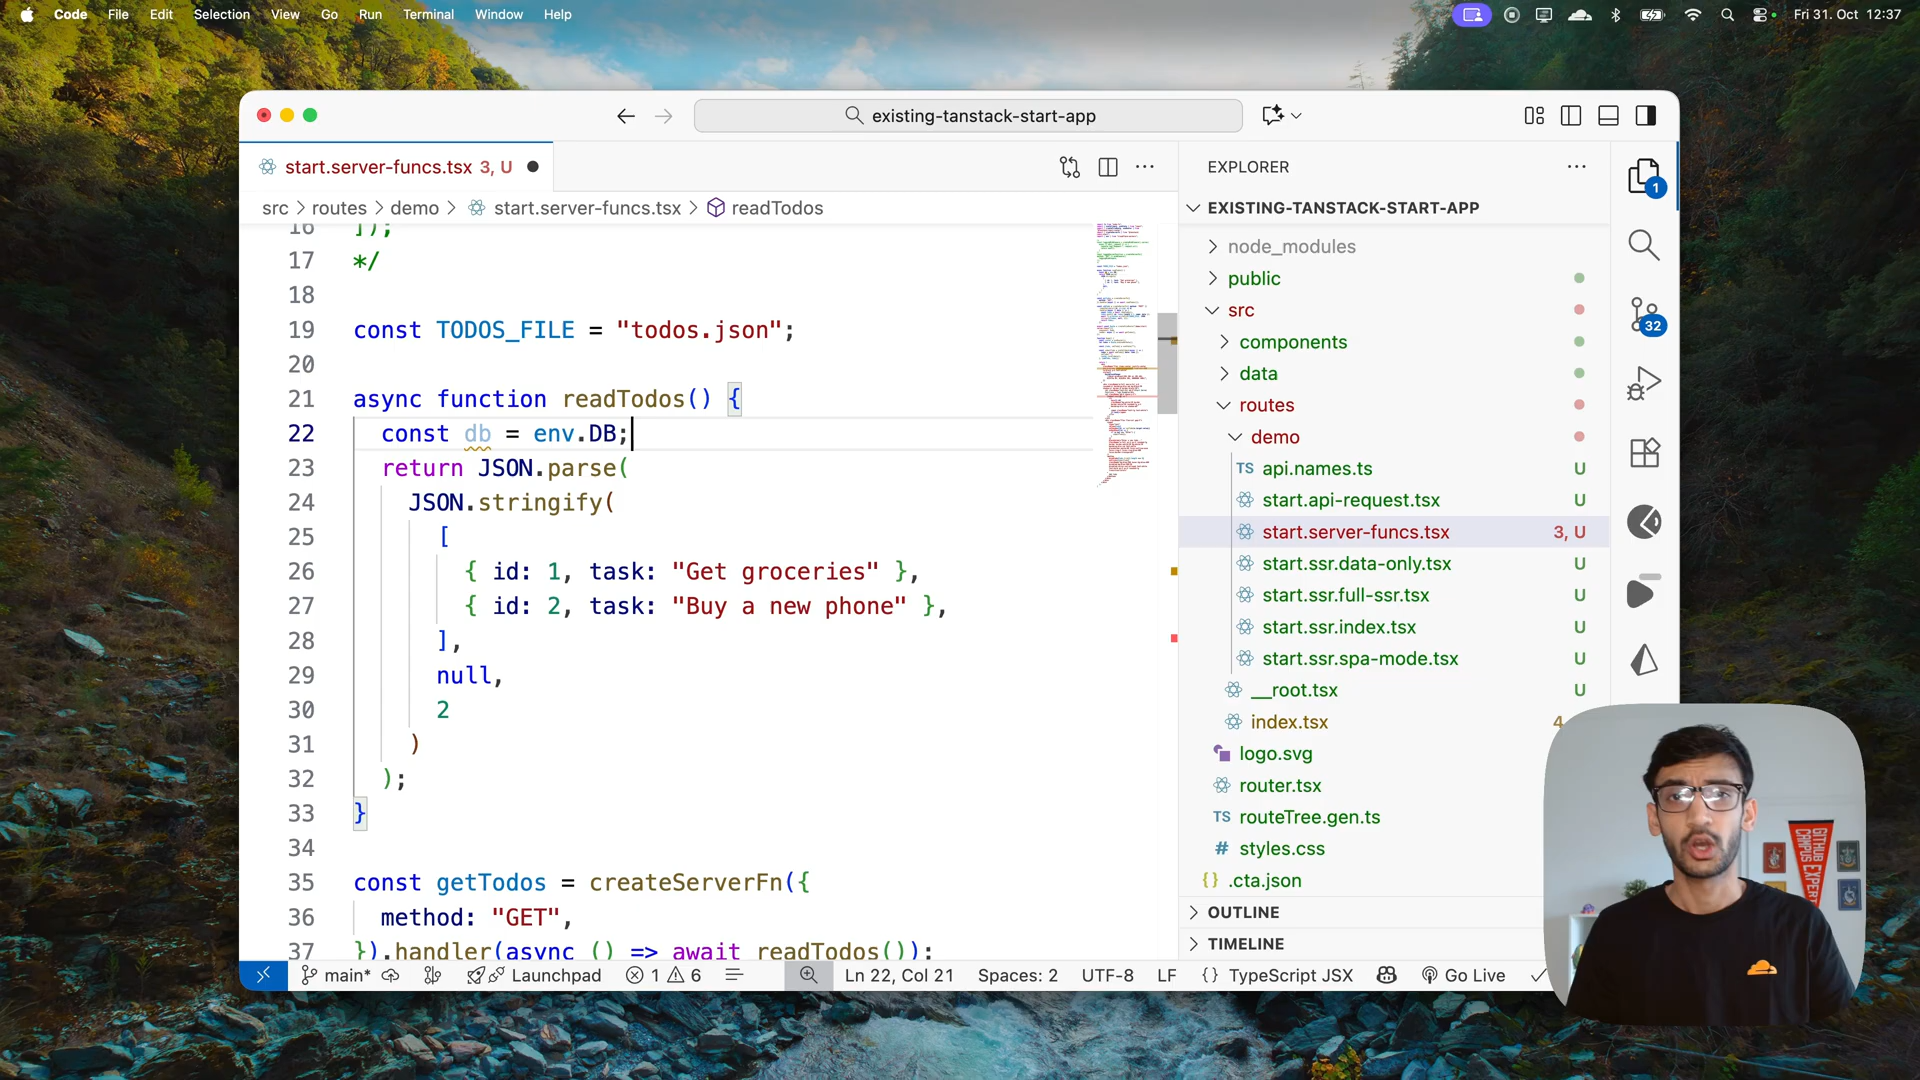 Code File Edit Selection View Go Run Terminal Window Help
Fri 31. Oct 12:37
existing-tanstack-start-app
start.server-funcs.tsx 3, U
src > routes > demo > start.server-funcs.tsx > readTodos
16 ]);
17 */
18
19 const TODOS_FILE = "todos.json";
20
21 async function readTodos() {
22 const db = env.DB;
23 return JSON.parse(
24 JSON.stringify(
25 [
26 { id: 1, task: "Get groceries" },
27 { id: 2, task: "Buy a new phone" },
28 ],
29 null,
30 2
31 )
32 );
33 }
34
35 const getTodos = createServerFn({
36 method: "GET",
37 }).handler(async () => await readTodos());
EXPLORER
EXISTING-TANSTACK-START-APP
node_modules
public
src
components
data
routes
demo
TS api.names.ts U
start.api-request.tsx U
start.server-funcs.tsx 3, U
start.ssr.data-only.tsx U
start.ssr.full-ssr.tsx U
start.ssr.index.tsx U
start.ssr.spa-mode.tsx U
__root.tsx U
index.tsx 4
logo.svg
router.tsx
TS routeTree.gen.ts
# styles.css
{} .cta.json
OUTLINE
TIMELINE
1
32
main* Launchpad 1 6 Ln 22, Col 21 Spaces: 2 UTF-8 LF {} TypeScript JSX Go Live
GITHUB
CAMPUS EXPERT